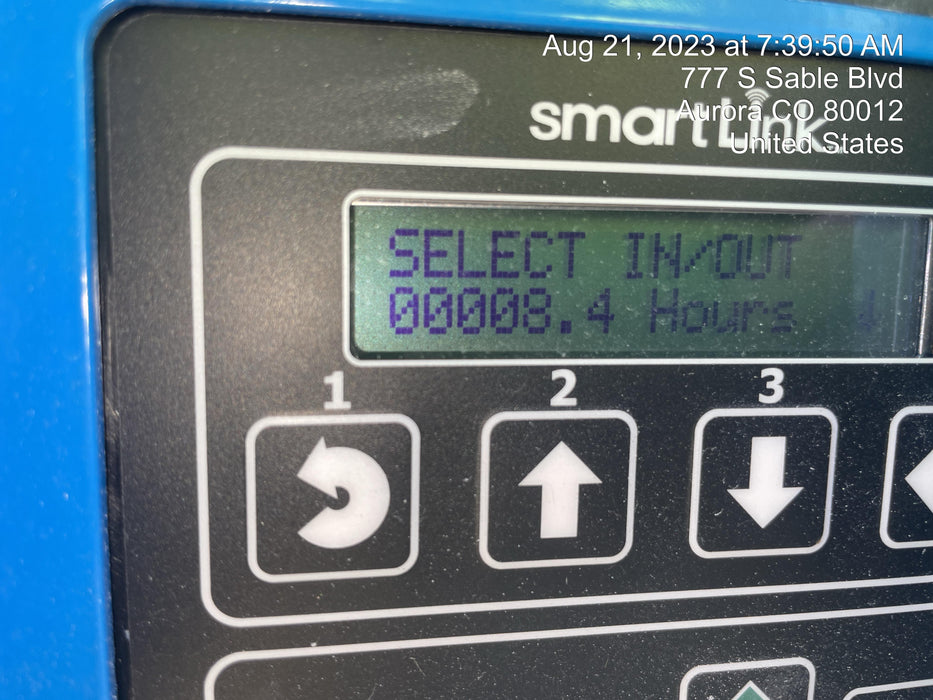 Aug 21, 2023 at 7:39:50 AM
777 S Sable Blvd
Aurora CO 80012
United States
smartLink
SELECT IN/OUT
00008.4 Hours ↓
1 2 3